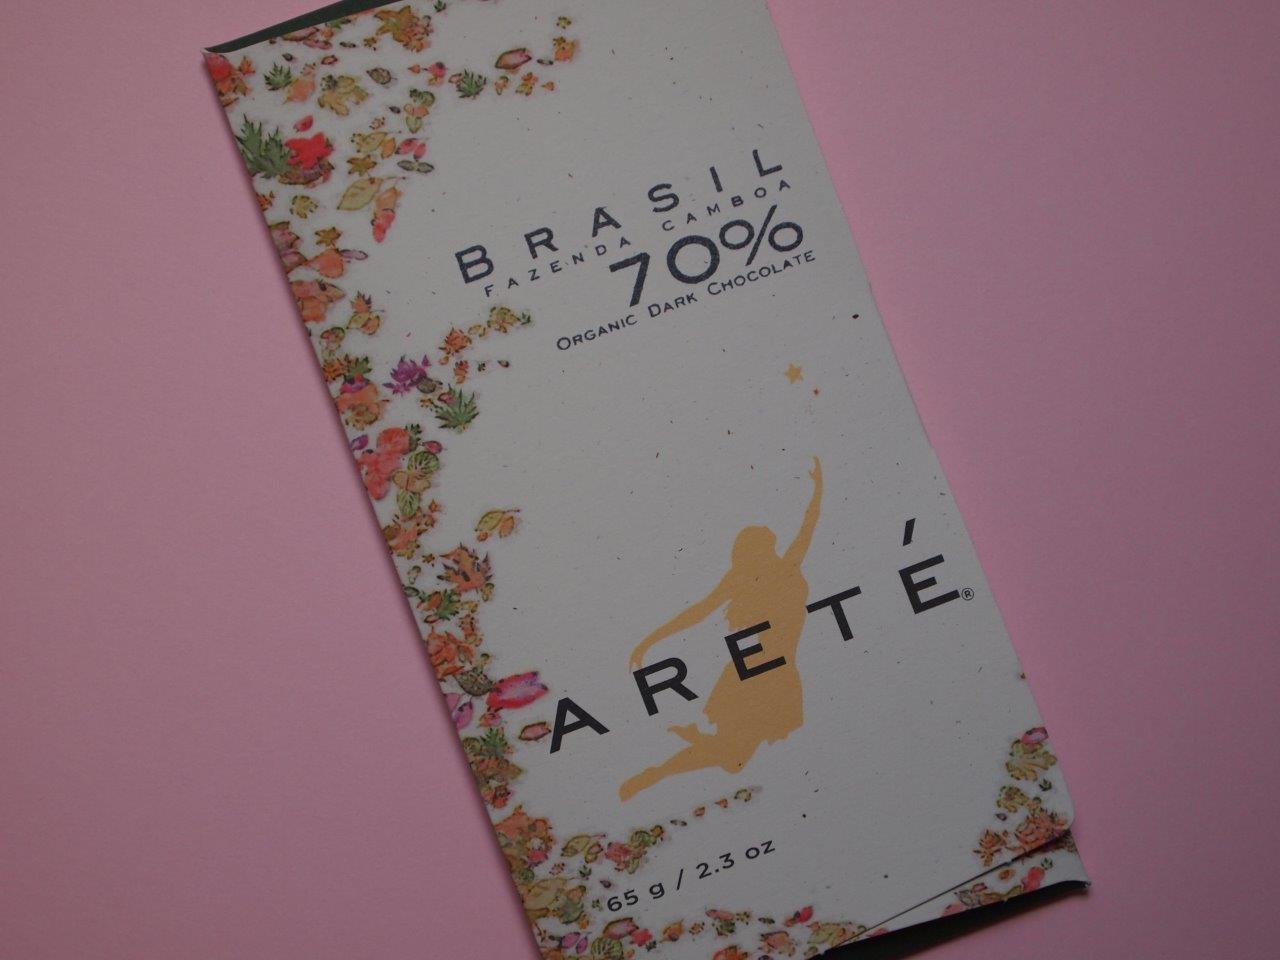 BRASIL
FAZENDA CAMBOA
70%
ORGANIC DARK CHOCOLATE
ARETÉ®
65 g / 2.3 oz